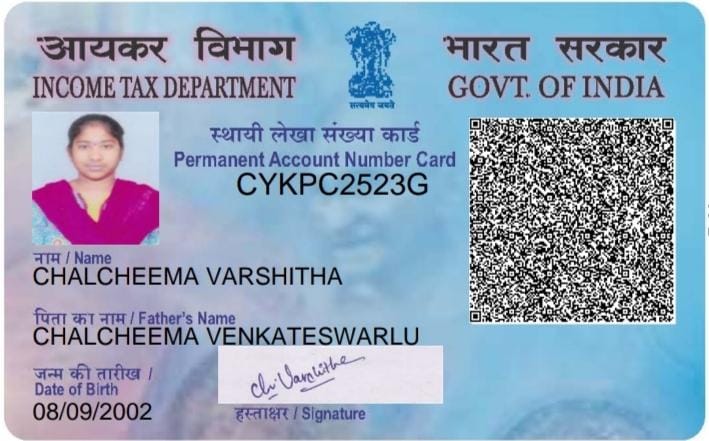 आयकर विभाग
INCOME TAX DEPARTMENT
सत्यमेव जयते
भारत सरकार
GOVT. OF INDIA
स्थायी लेखा संख्या कार्ड
Permanent Account Number Card
CYKPC2523G
नाम / Name
CHALCHEEMA VARSHITHA
पिता का नाम / Father's Name
CHALCHEEMA VENKATESWARLU
जन्म की तारीख /
Date of Birth
08/09/2002
Ch. Varshitha
हस्ताक्षर / Signature